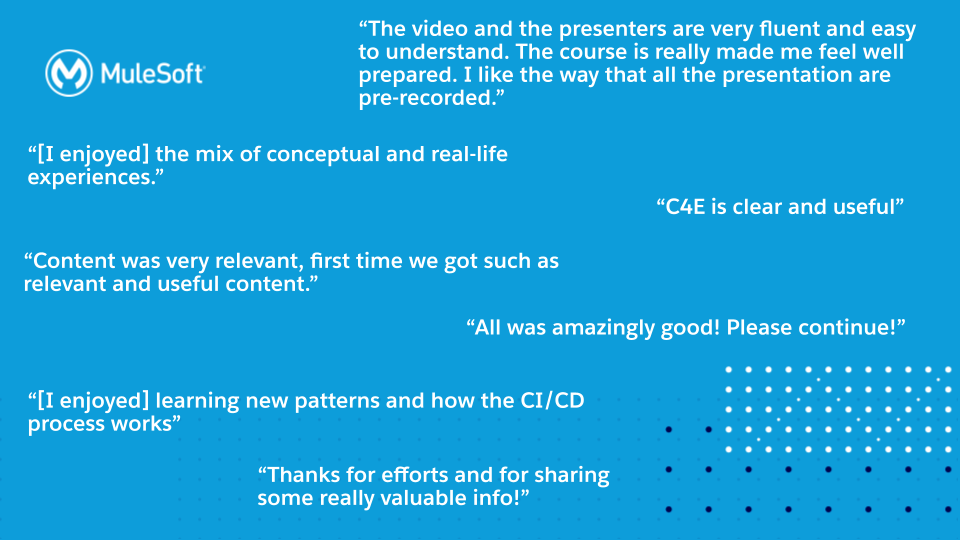 “The video and the presenters are very fluent and easy
to understand. The course is really made me feel well
prepared. I like the way that all the presentation are
pre-recorded.”
MuleSoft
“[I enjoyed] the mix of conceptual and real-life
experiences.”
“C4E is clear and useful”
“Content was very relevant, first time we got such as
relevant and useful content.”
“All was amazingly good! Please continue!”
“[I enjoyed] learning new patterns and how the CI/CD
process works”
“Thanks for efforts and for sharing
some really valuable info!”